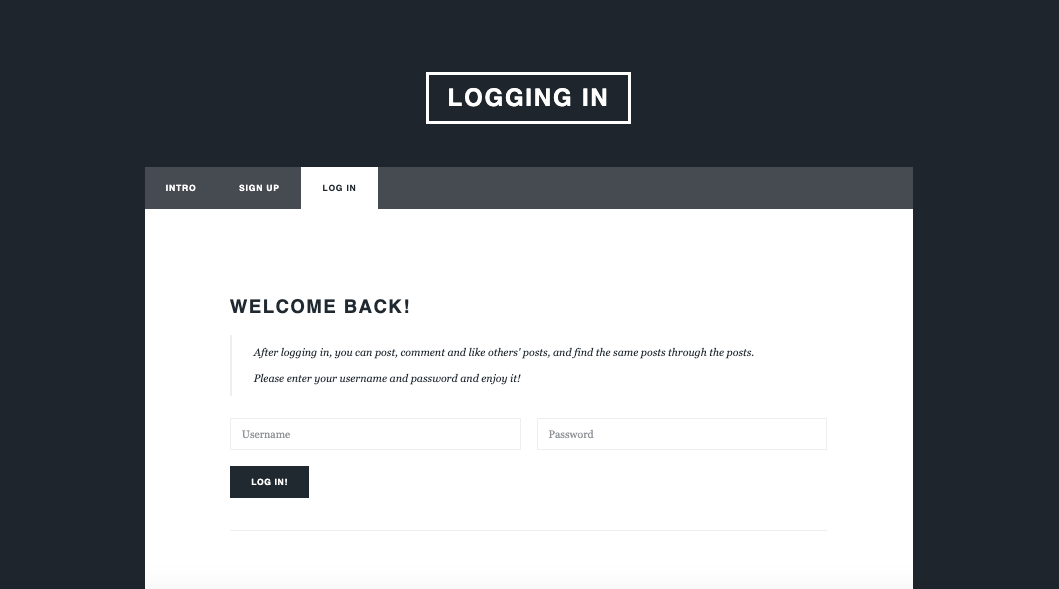 LOGGING IN
INTRO SIGN UP LOG IN
WELCOME BACK!
After logging in, you can post, comment and like others' posts, and find the same posts through the posts.
Please enter your username and password and enjoy it!
Username Password
LOG IN!